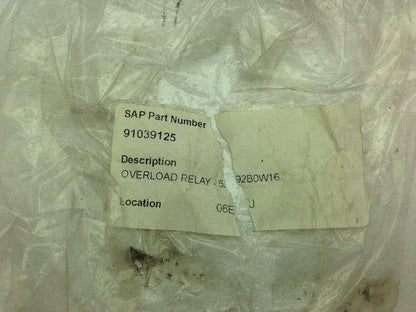 SAP Part Number
91039125
Description
OVERLOAD RELAY -
Location